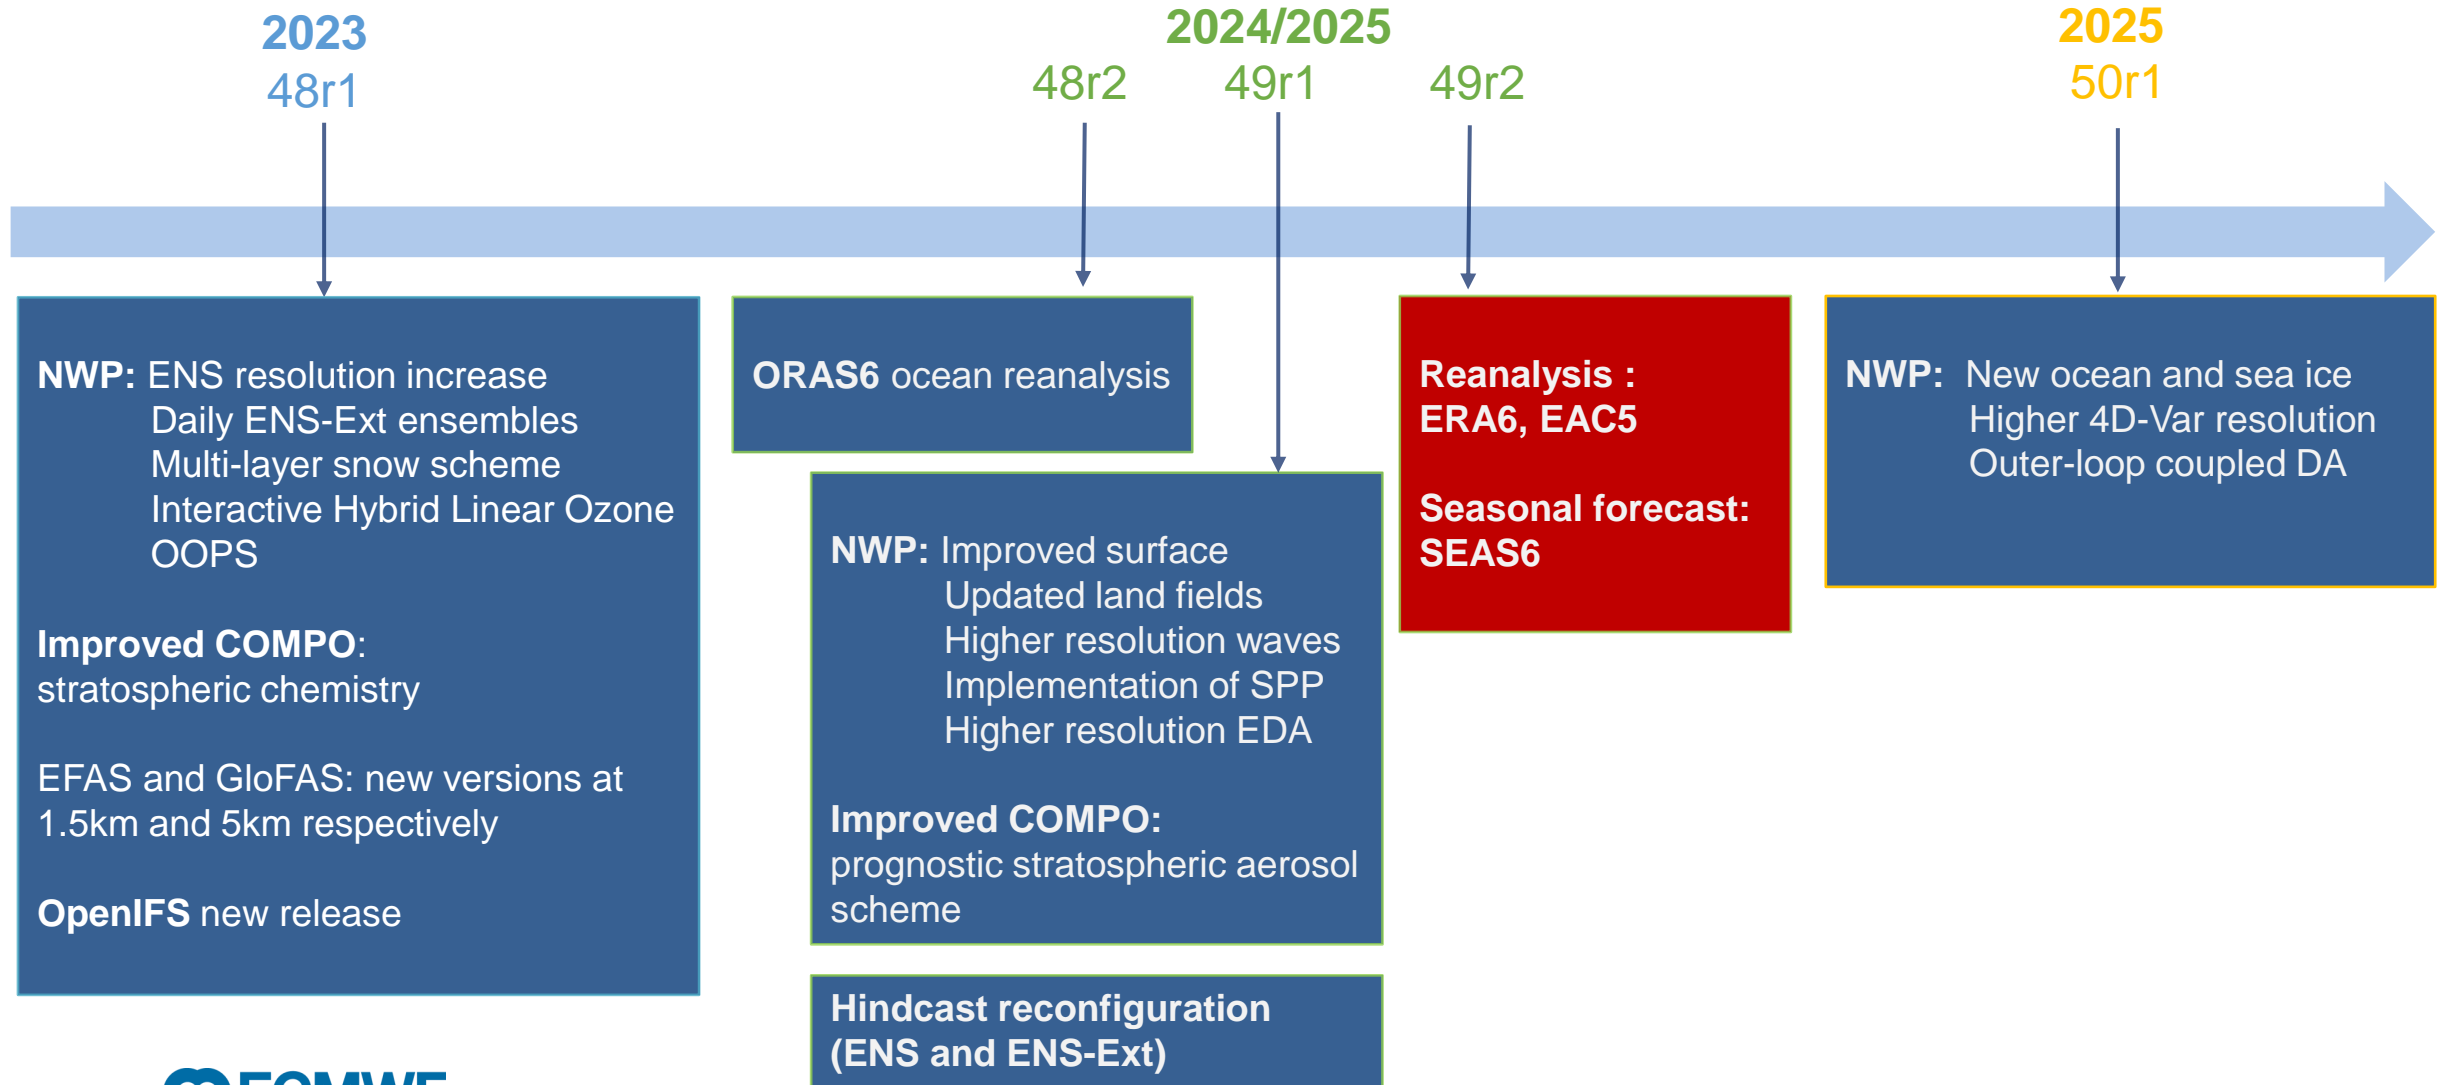 2023
48r1
2024/2025
48r2
49r1
49r2
2025
50r1
NWP: ENS resolution increase
Daily ENS-Ext ensembles
Multi-layer snow scheme
Interactive Hybrid Linear Ozone
OOPS
Improved COMPO:
stratospheric chemistry
EFAS and GloFAS: new versions at
1.5km and 5km respectively
OpenIFS new release
ORAS6 ocean reanalysis
NWP: Improved surface
Updated land fields
Higher resolution waves
Implementation of SPP
Higher resolution EDA
Improved COMPO:
prognostic stratospheric aerosol
scheme
Hindcast reconfiguration
(ENS and ENS-Ext)
Reanalysis :
ERA6, EAC5
Seasonal forecast:
SEAS6
NWP: New ocean and sea ice
Higher 4D-Var resolution
Outer-loop coupled DA
ECMWF